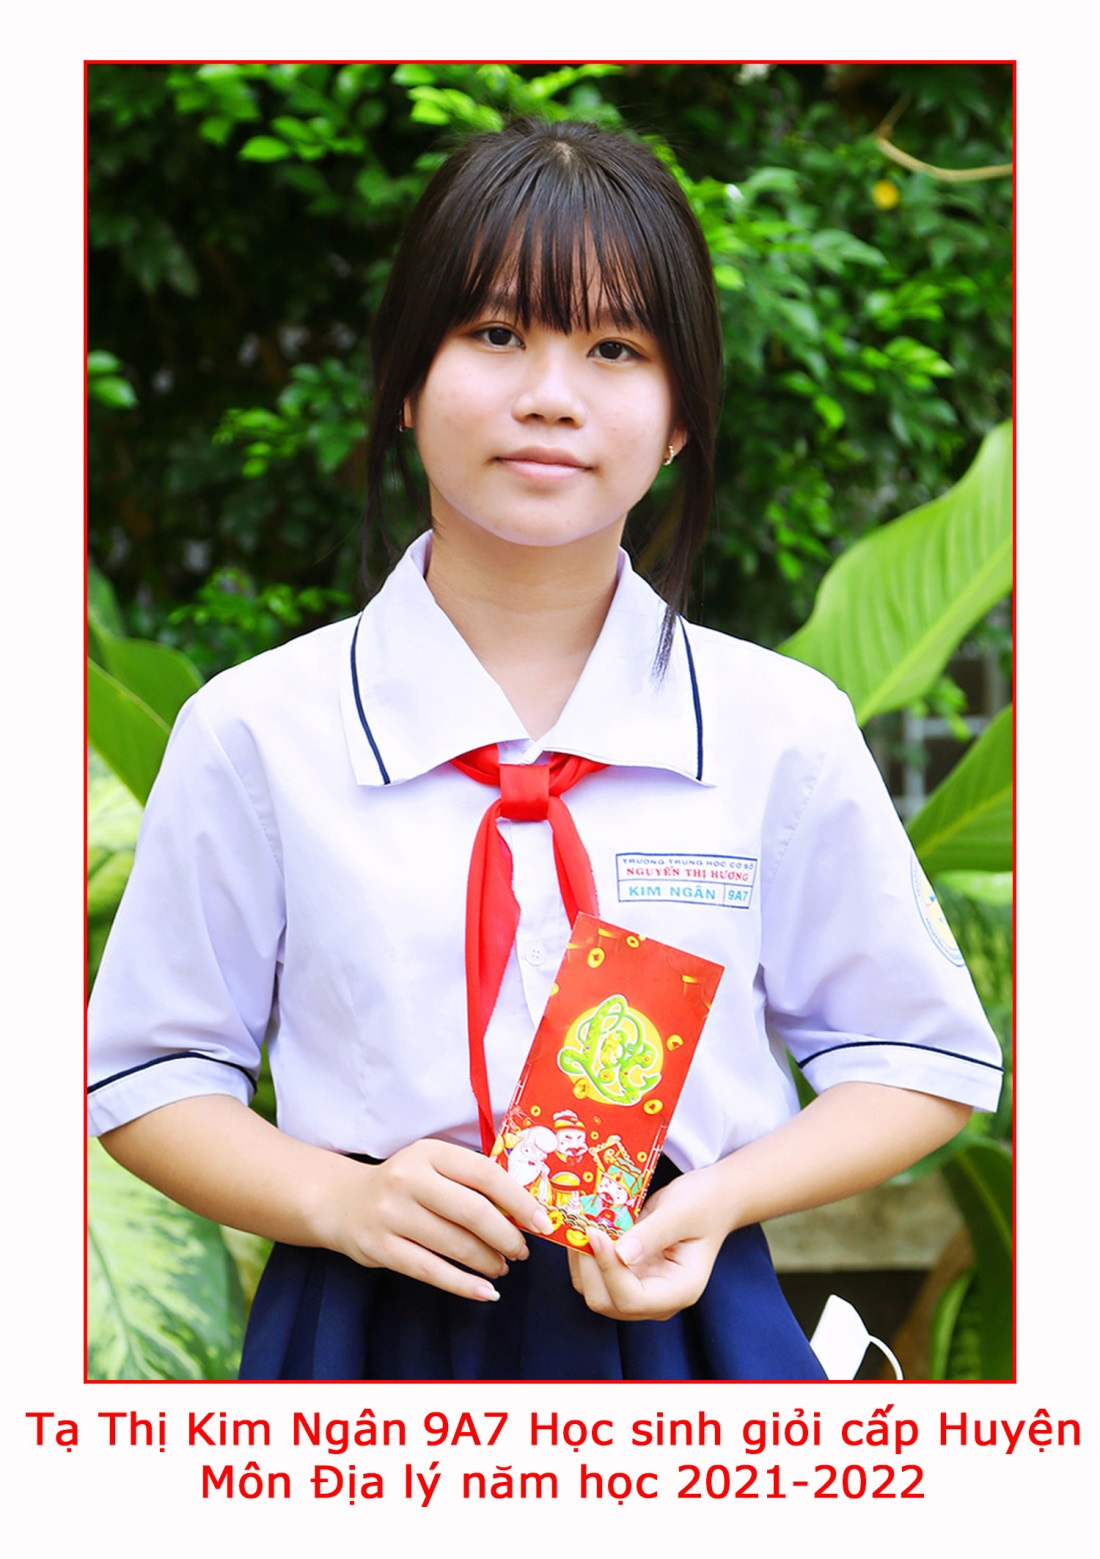 TRƯỜNG TRUNG HỌC CƠ SỞ
NGUYỄN THỊ HƯƠNG
KIM NGÂN 9A7
Lộc
Tạ Thị Kim Ngân 9A7 Học sinh giỏi cấp Huyện
Môn Địa lý năm học 2021-2022